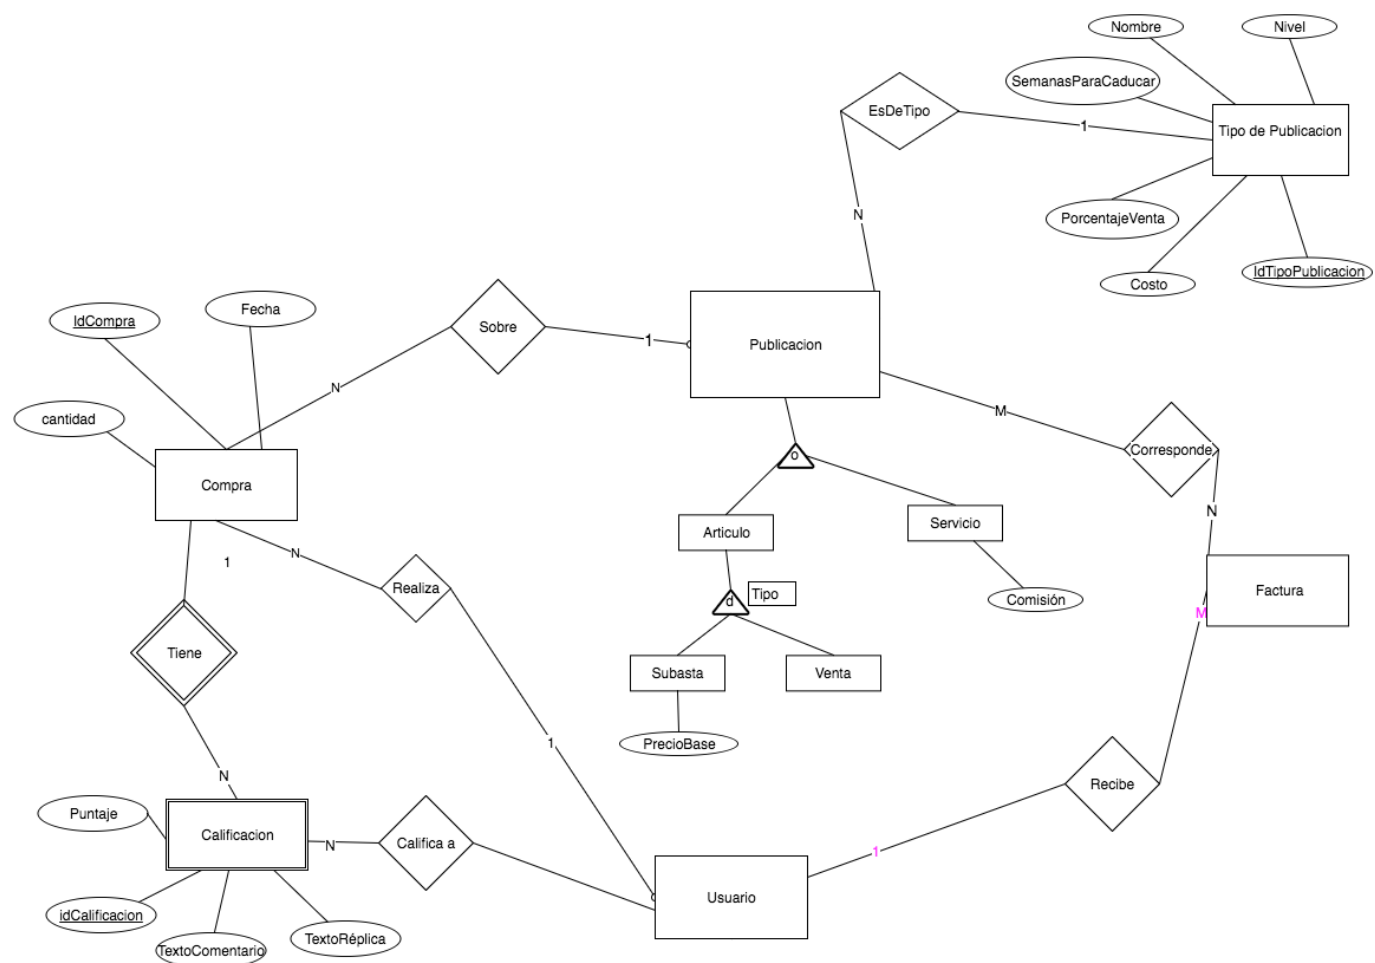 Nombre
Nivel
SemanasParaCaducar
EsDeTipo
1
Tipo de Publicacion
N
PorcentajeVenta
IdTipoPublicacion
Costo
IdCompra
Fecha
Sobre
1
Publicacion
N
cantidad
M
Corresponde
o
Compra
N
Articulo
Servicio
N
1
Realiza
Tipo
d
Comisión
Factura
M
Tiene
Subasta
Venta
1
PrecioBase
N
Recibe
Puntaje
Calificacion
N
Califica a
1
Usuario
idCalificacion
TextoComentario
TextoRéplica